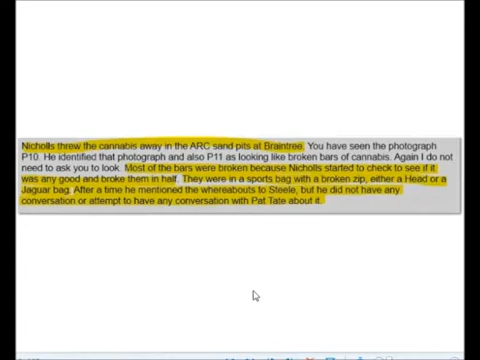 Nicholls threw the cannabis away in the ARC sand pits at Braintree. You have seen the photograph
P10. He identified that photograph and also P11 as looking like broken bars of cannabis. Again I do not
need to ask you to look. Most of the bars were broken because Nicholls started to check to see if it
was any good and broke them in half. They were in a sports bag with a broken zip, either a Head or a
Jaguar bag. After a time he mentioned the whereabouts to Steele, but he did not have any
conversation or attempt to have any conversation with Pat Tate about it.